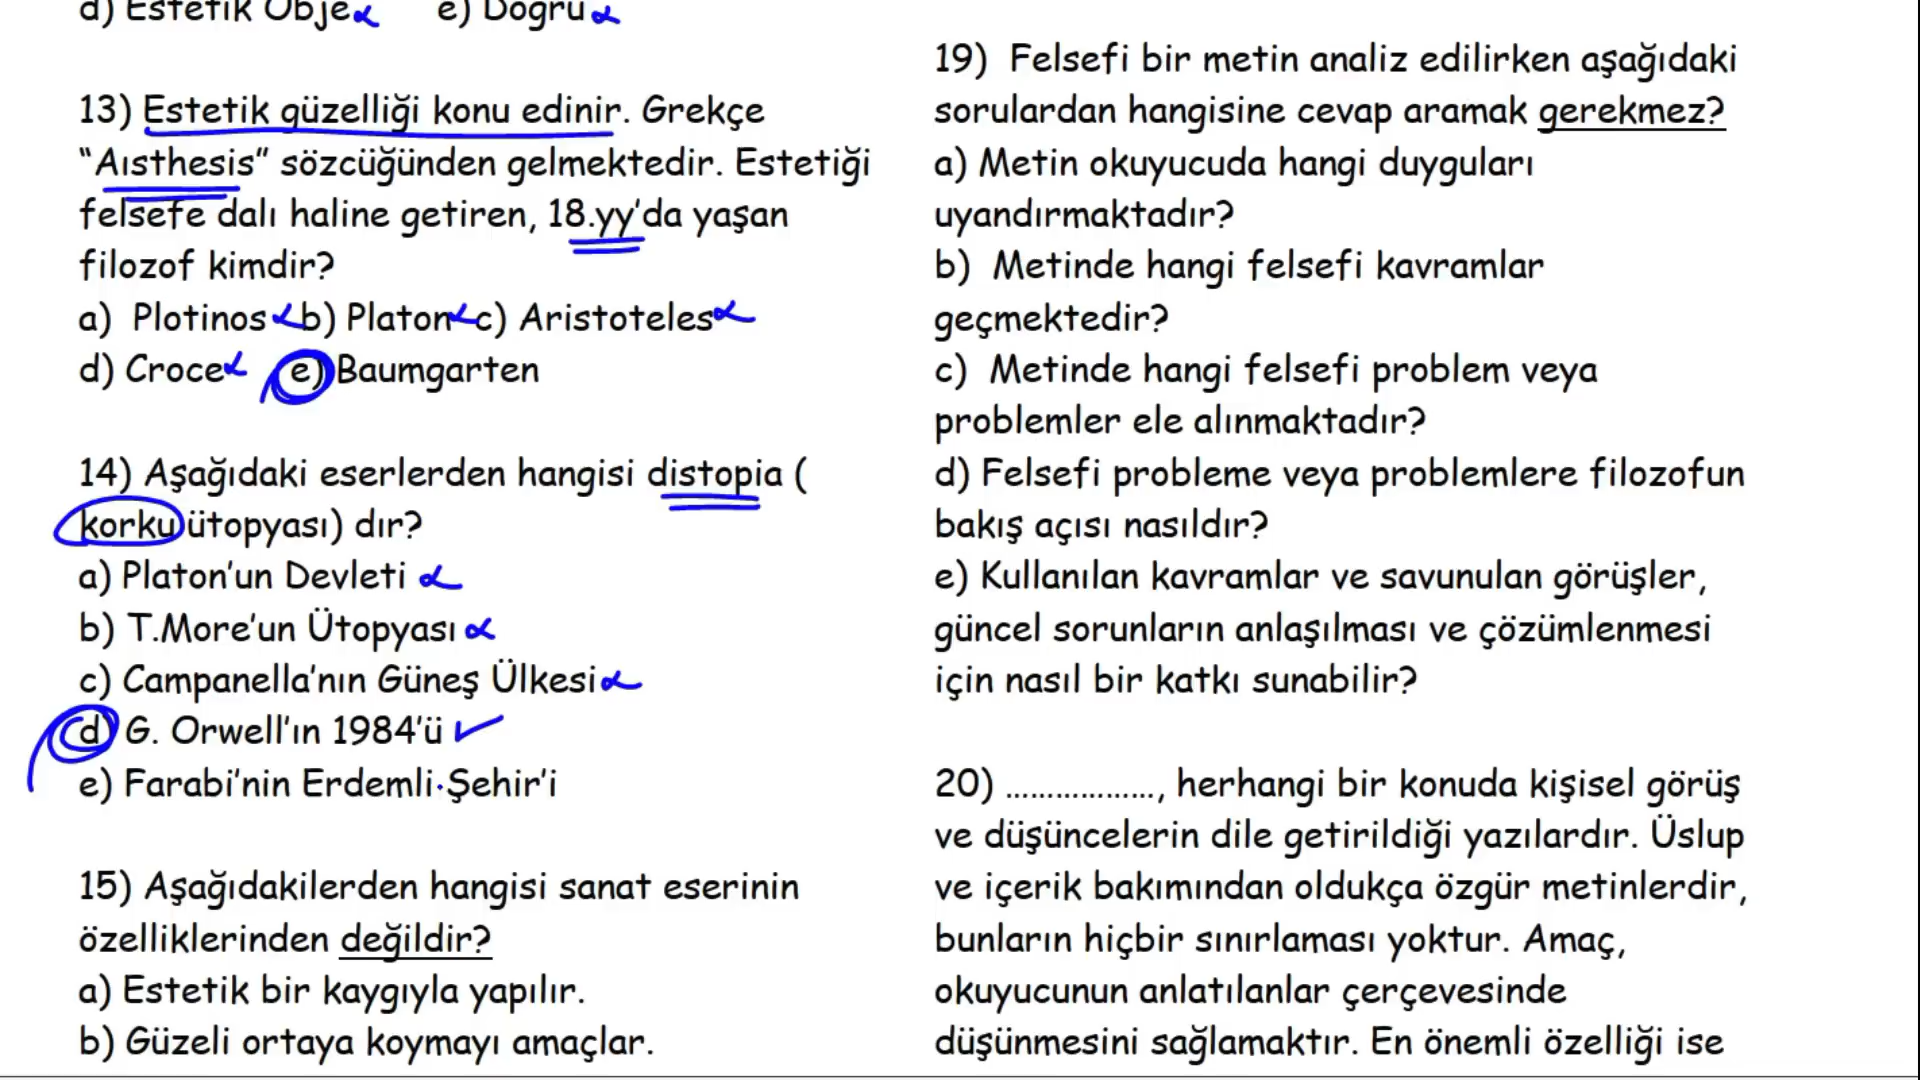 d) Estetik Obje e) Doğru
13) Estetik güzelliği konu edinir. Grekçe
“Aısthesis” sözcüğünden gelmektedir. Estetiği
felsefe dalı haline getiren, 18.yy’da yaşan
filozof kimdir?
a) Plotinos b) Platon c) Aristoteles
d) Croce e) Baumgarten
14) Aşağıdaki eserlerden hangisi distopia (
korku ütopyası) dır?
a) Platon’un Devleti
b) T.More’un Ütopyası
c) Campanella’nın Güneş Ülkesi
d) G. Orwell’ın 1984’ü
e) Farabi’nin Erdemli Şehir’i
15) Aşağıdakilerden hangisi sanat eserinin
özelliklerinden değildir?
a) Estetik bir kaygıyla yapılır.
b) Güzeli ortaya koymayı amaçlar.
19) Felsefi bir metin analiz edilirken aşağıdaki
sorulardan hangisine cevap aramak gerekmez?
a) Metin okuyucuda hangi duyguları
uyandırmaktadır?
b) Metinde hangi felsefi kavramlar
geçmektedir?
c) Metinde hangi felsefi problem veya
problemler ele alınmaktadır?
d) Felsefi probleme veya problemlere filozofun
bakış açısı nasıldır?
e) Kullanılan kavramlar ve savunulan görüşler,
güncel sorunların anlaşılması ve çözümlenmesi
için nasıl bir katkı sunabilir?
20) .................., herhangi bir konuda kişisel görüş
ve düşüncelerin dile getirildiği yazılardır. Üslup
ve içerik bakımından oldukça özgür metinlerdir,
bunların hiçbir sınırlaması yoktur. Amaç,
okuyucunun anlatılanlar çerçevesinde
düşünmesini sağlamaktır. En önemli özelliği ise